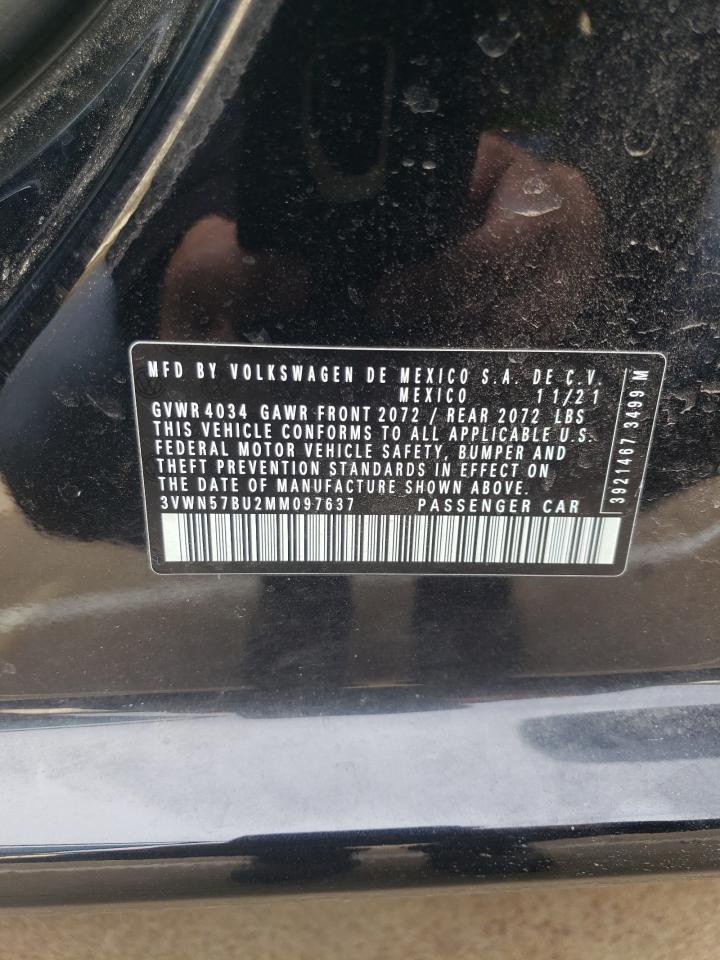 MFD BY VOLKSWAGEN DE MEXICO S.A. DE C.V.
MEXICO 11/21
GVWR 4034 GAWR FRONT 2072 / REAR 2072 LBS
THIS VEHICLE CONFORMS TO ALL APPLICABLE U.S.
FEDERAL MOTOR VEHICLE SAFETY, BUMPER AND
THEFT PREVENTION STANDARDS IN EFFECT ON
THE DATE OF MANUFACTURE SHOWN ABOVE.
3VWN57BU2MM097637 PASSENGER CAR
3921467 3499 M